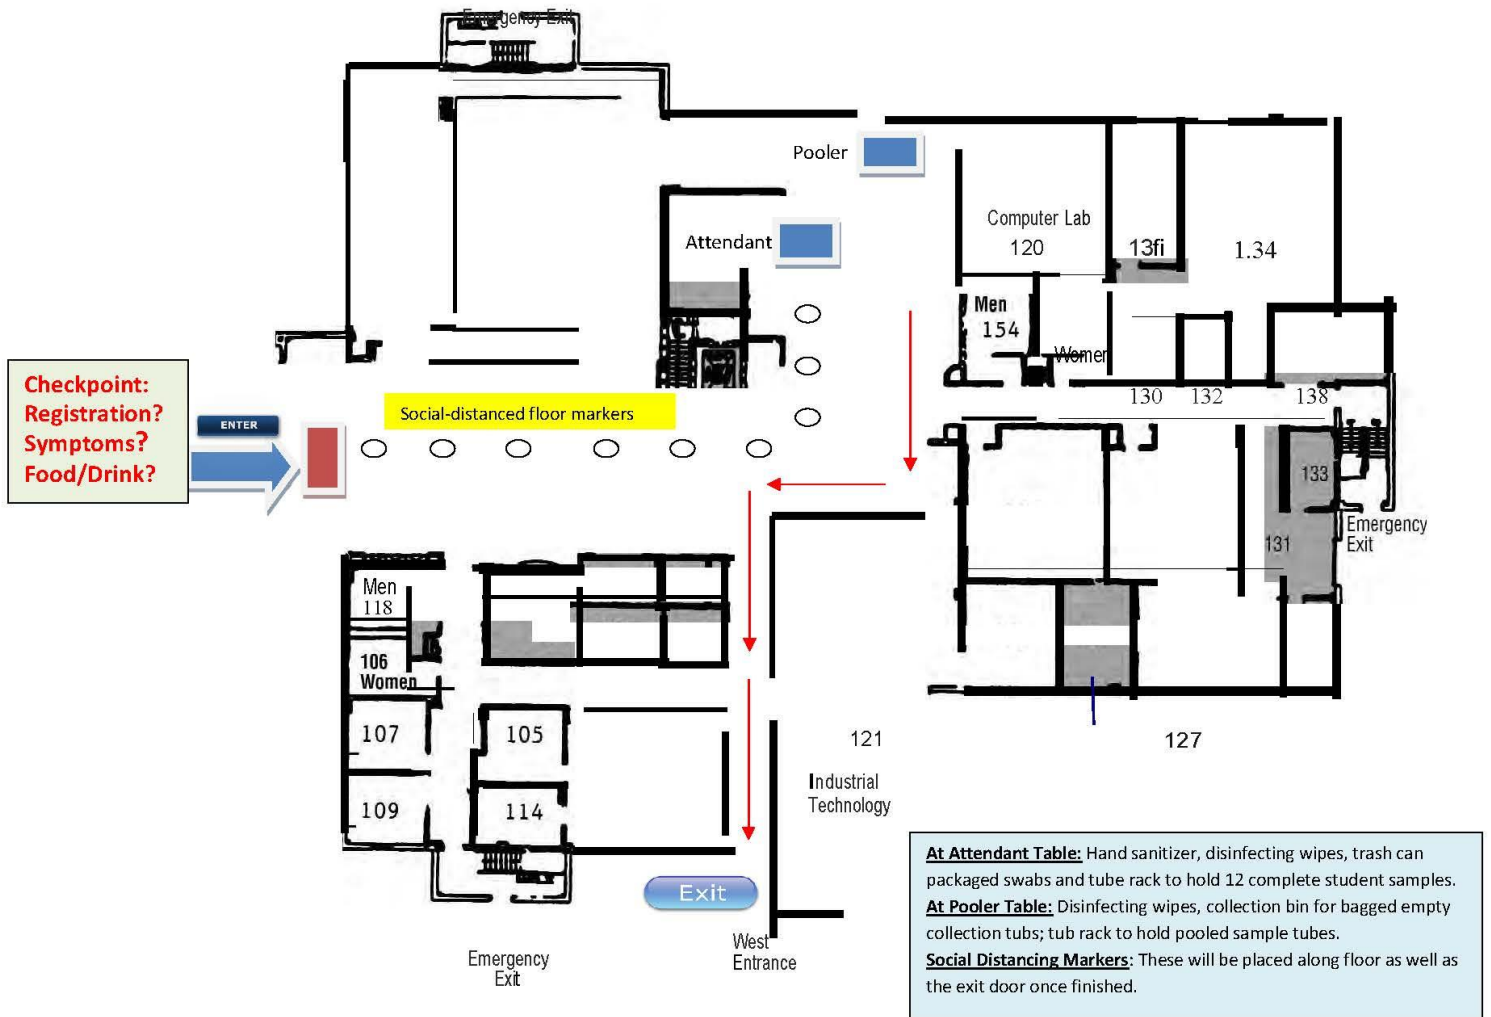 Emergency Exit
Pooler
Attendant
Computer Lab
120
13fi
1.34
Men
154
Women
Checkpoint:
Registration?
Symptoms?
Food/Drink?
ENTER
Social-distanced floor markers
130
132
138
133
131
Emergency
Exit
Men
118
106
Women
107
105
109
114
121
Industrial
Technology
127
Exit
West
Entrance
Emergency
Exit
At Attendant Table: Hand sanitizer, disinfecting wipes, trash can
packaged swabs and tube rack to hold 12 complete student samples.
At Pooler Table: Disinfecting wipes, collection bin for bagged empty
collection tubs; tub rack to hold pooled sample tubes.
Social Distancing Markers: These will be placed along floor as well as
the exit door once finished.